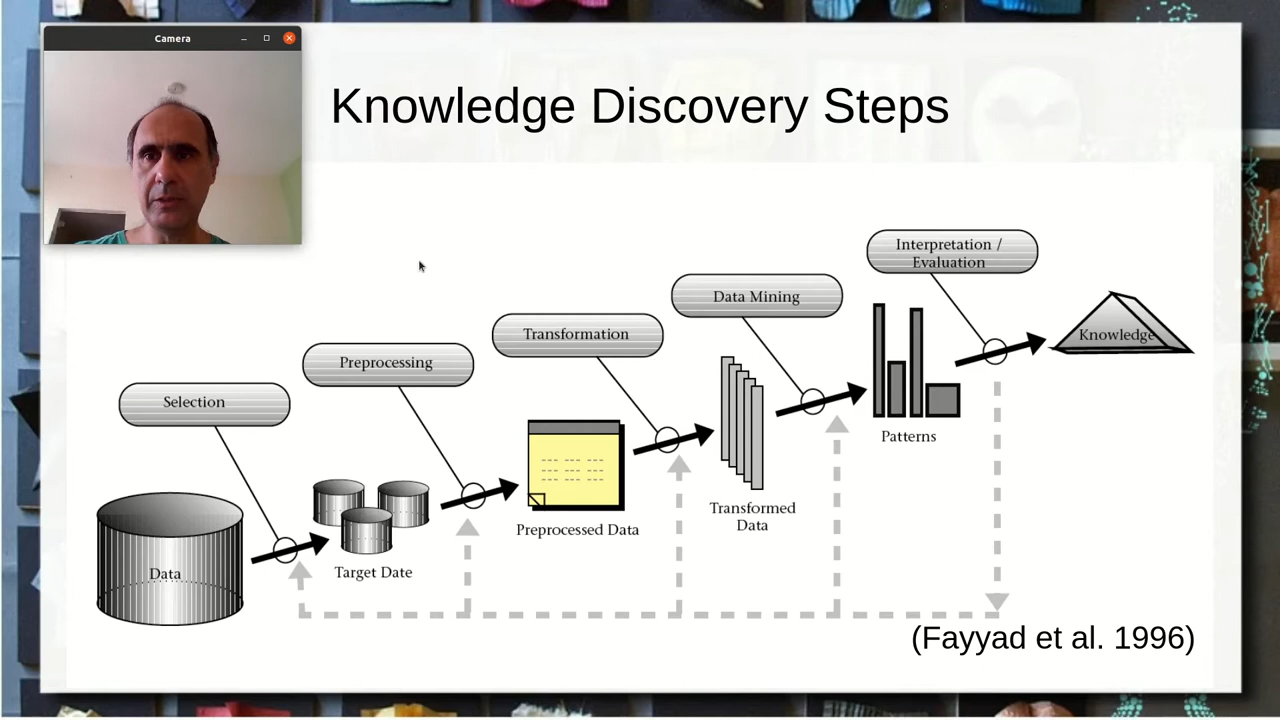 Camera
Knowledge Discovery Steps
Interpretation /
Evaluation
Data Mining
Knowledge
Transformation
Preprocessing
Selection
Patterns
Transformed
Data
Preprocessed Data
Target Date
Data
(Fayyad et al. 1996)